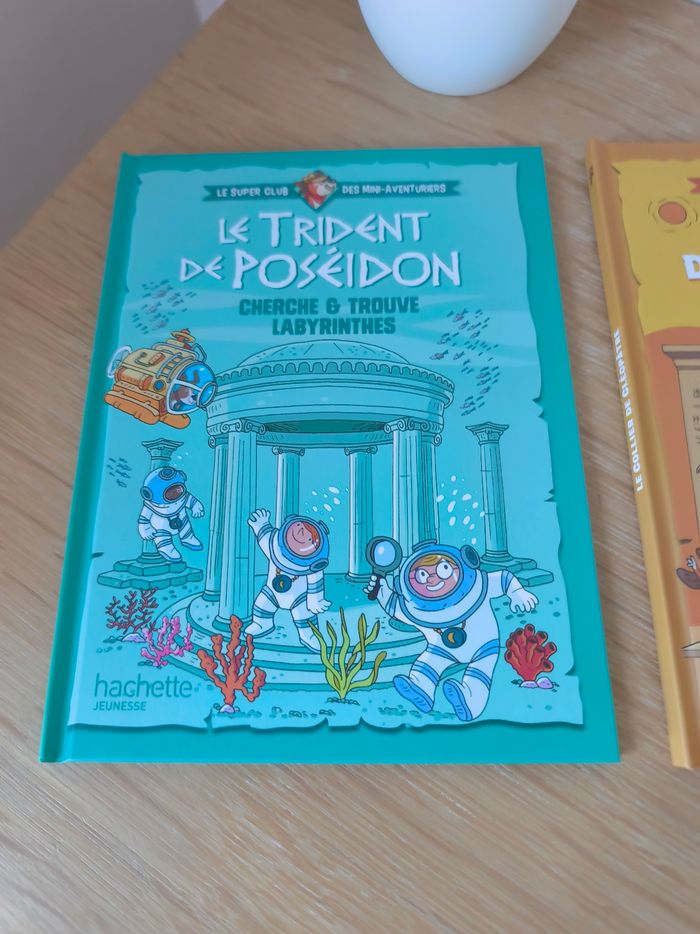 LE SUPER CLUB DES MINI-AVENTURIERS
LE TRIDENT
DE POSÉIDON
CHERCHE & TROUVE
LABYRINTHES
hachette
JEUNESSE
LE COLLIER DE CLÉOPÂTRE
D